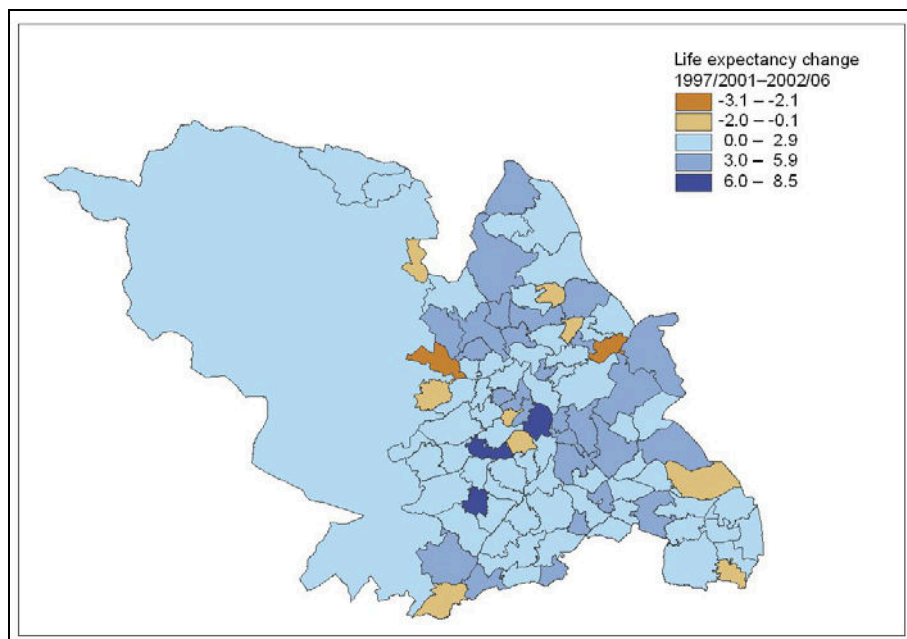 Life expectancy change
1997/2001–2002/06
-3.1 – -2.1
-2.0 – -0.1
0.0 – 2.9
3.0 – 5.9
6.0 – 8.5